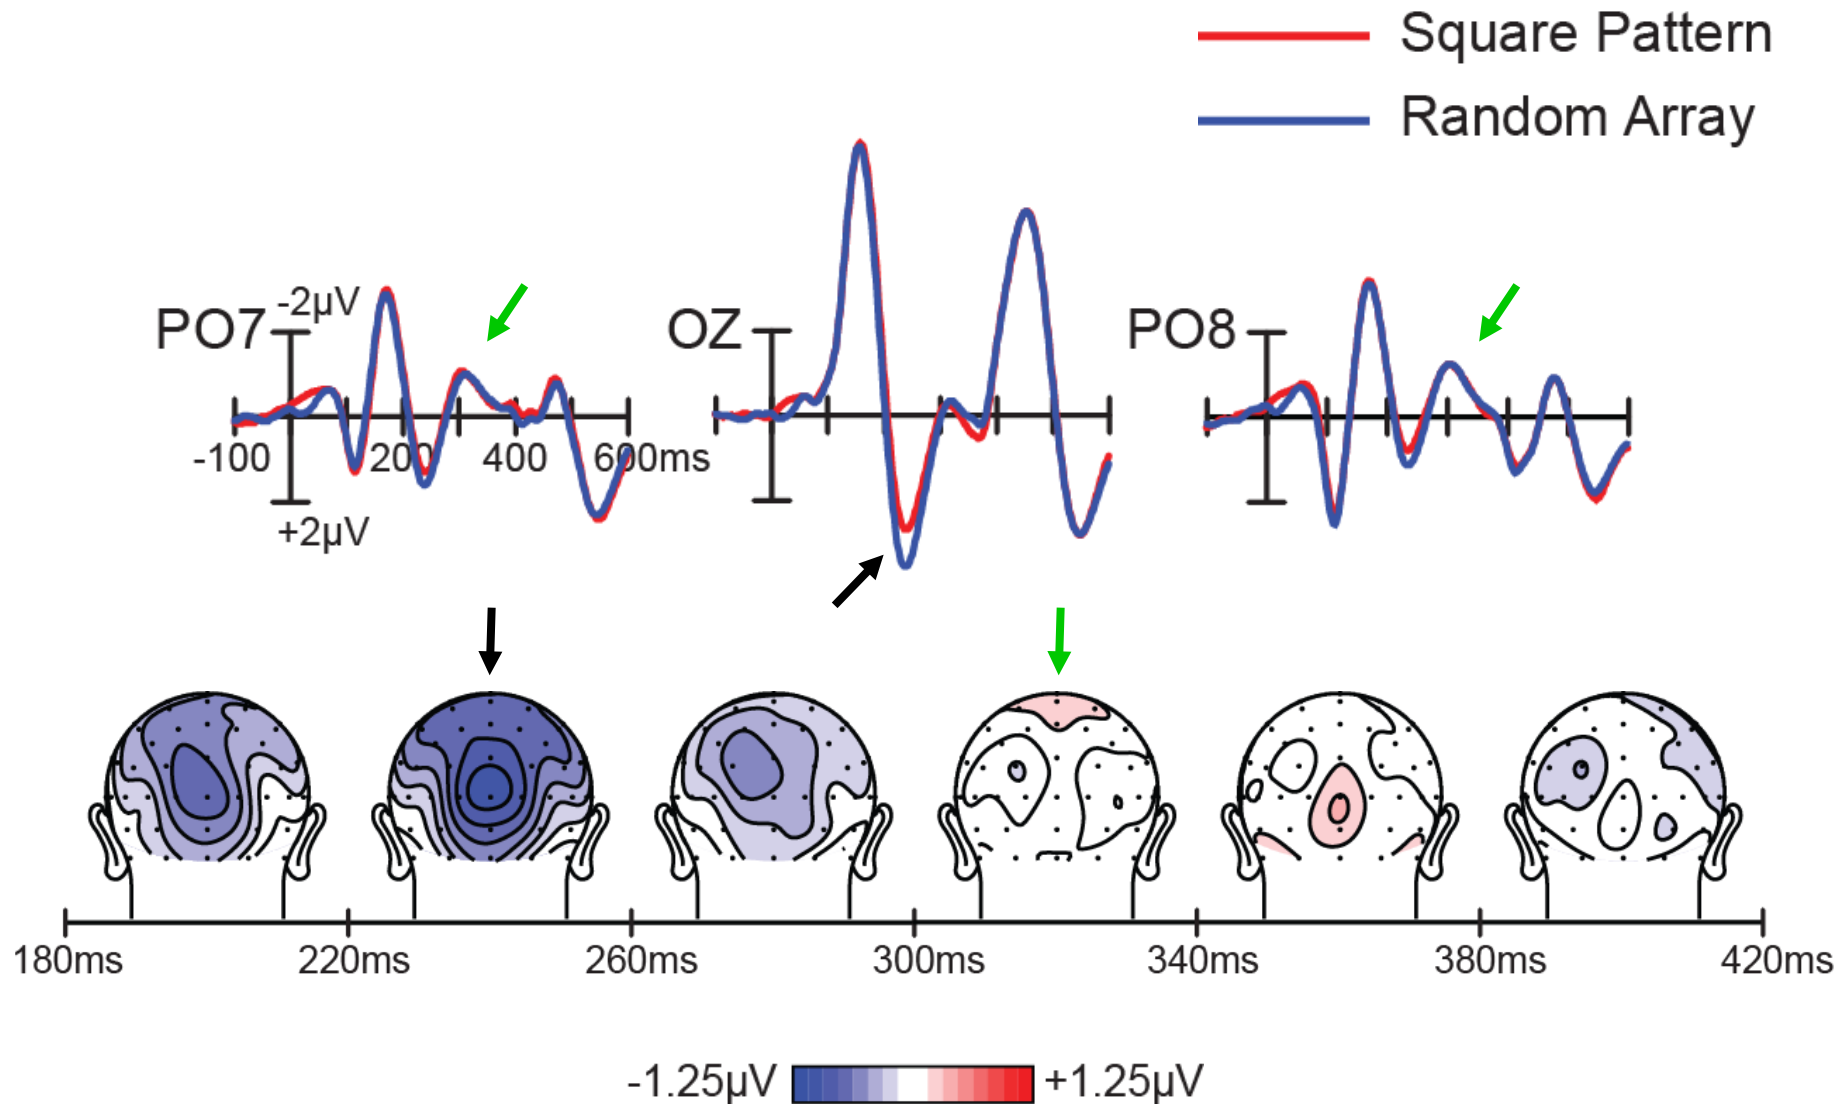 Square Pattern
Random Array
PO7
-2µV
+2µV
-100 200 400 600ms
OZ
PO8
180ms 220ms 260ms 300ms 340ms 380ms 420ms
-1.25µV +1.25µV